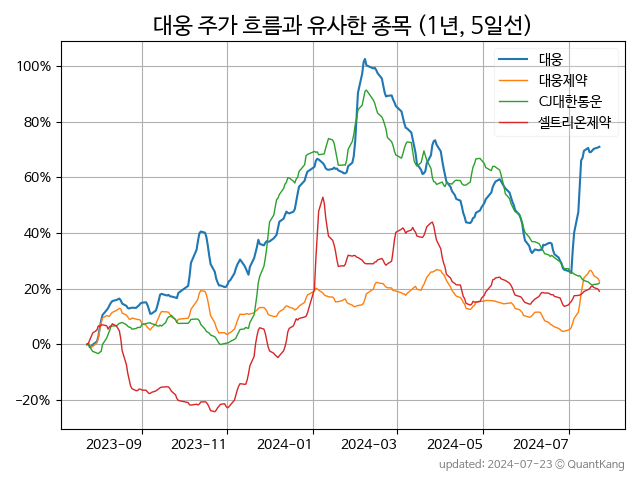 대웅 주가 흐름과 유사한 종목 (1년, 5일선)
대웅
대웅제약
CJ대한통운
셀트리온제약
100%
80%
60%
40%
20%
0%
−20%
2023-09
2023-11
2024-01
2024-03
2024-05
2024-07
updated: 2024-07-23 © QuantKang